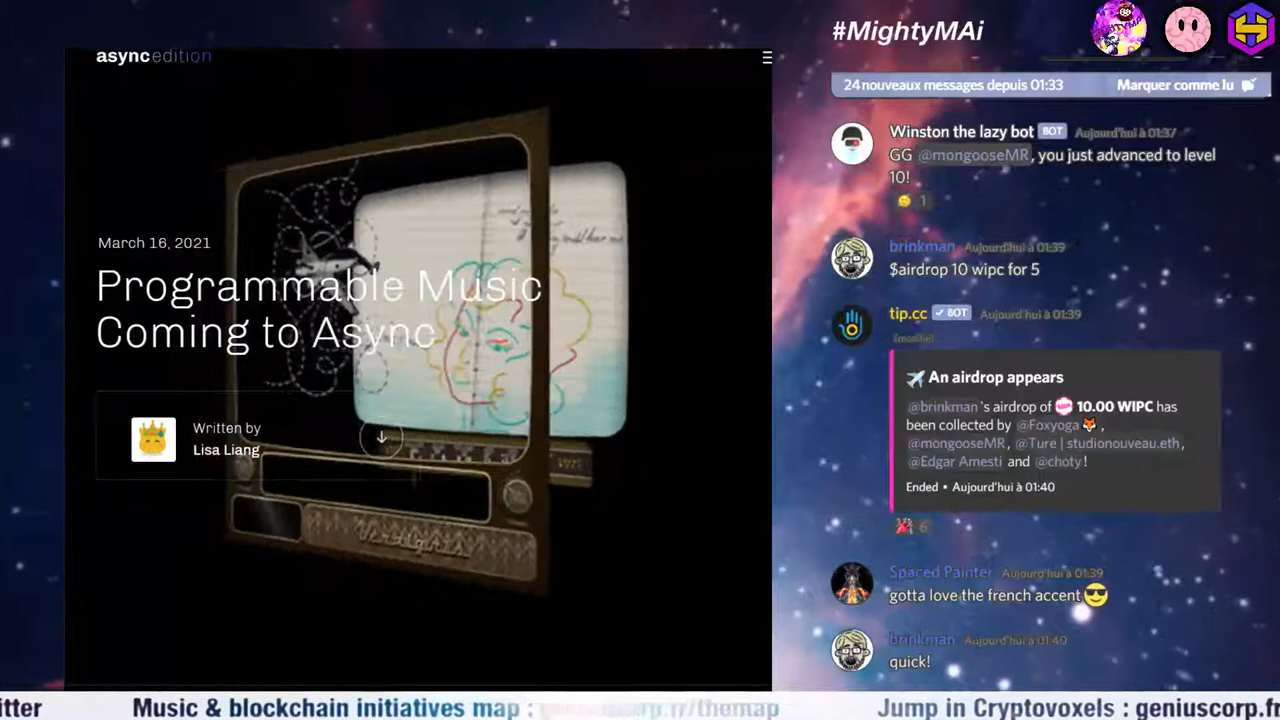 asyncedition
March 16, 2021
Programmable Music
Coming to Async
Written by
Lisa Liang
#MightyMAi
24 nouveaux messages depuis 01:33 Marquer comme lu
Winston the lazy bot BOT Aujourd'hui à 01:37
GG @mongooseMR, you just advanced to level
10!
1
brinkman Aujourd'hui à 01:39
$airdrop 10 wipc for 5
tip.cc BOT Aujourd'hui à 01:39
An airdrop appears
@brinkman's airdrop of 10.00 WIPC has
been collected by @Foxyoga ,
@mongooseMR, @Ture | studionouveau.eth,
@Edgar Amesti and @choty!
Ended • Aujourd'hui à 01:40
6
Spaced Painter Aujourd'hui à 01:39
gotta love the french accent
brinkman Aujourd'hui à 01:40
quick!
itter Music & blockchain initiatives map : geniuscorp.fr/themap Jump in Cryptovoxels : geniuscorp.fr